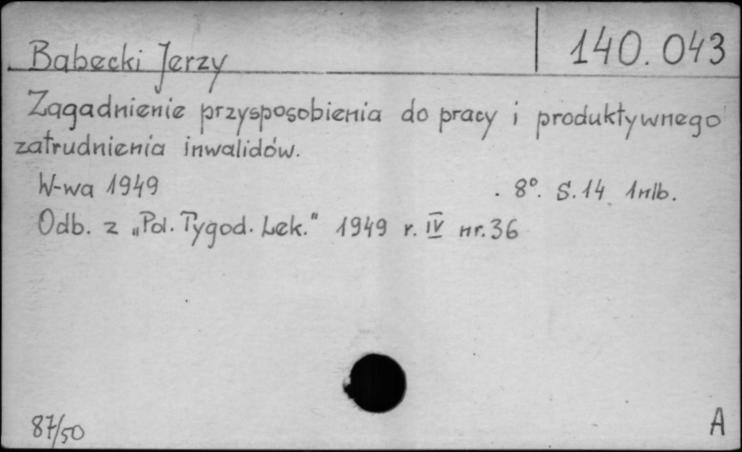 140.043
Babecki Jerzy
Zagadnienie przysposobienia do pracy i produktywnego
zatrudnienia inwalidów.
W-wa 1949 . 8°. S. 14 1nlb.
Odb. z „Pol. Tygod. Lek." 1949 r. IV nr. 36
87/50 A